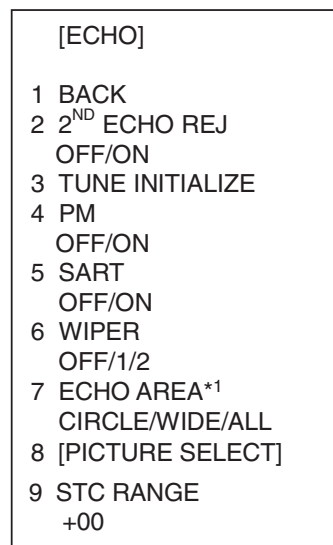 [ECHO]
1 BACK
2 2ND ECHO REJ
OFF/ON
3 TUNE INITIALIZE
4 PM
OFF/ON
5 SART
OFF/ON
6 WIPER
OFF/1/2
7 ECHO AREA*1
CIRCLE/WIDE/ALL
8 [PICTURE SELECT]
9 STC RANGE
+00